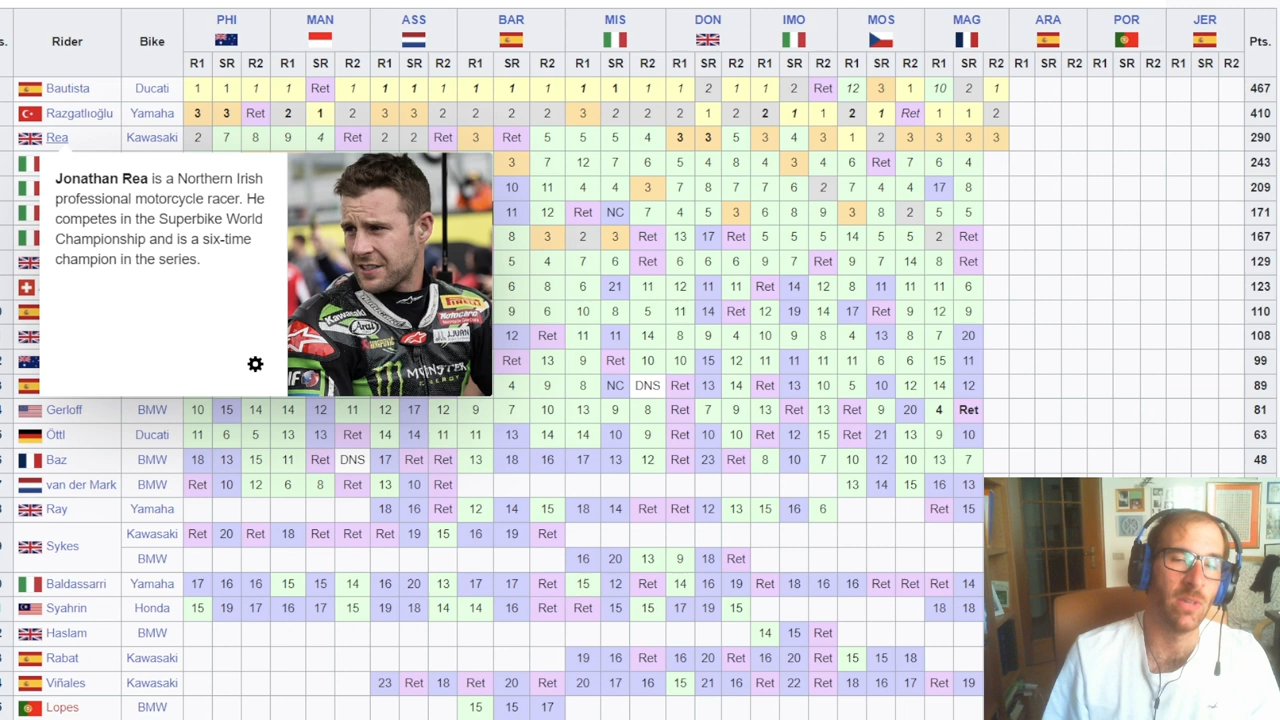 s. Rider Bike PHI MAN ASS BAR MIS DON IMO MOS MAG ARA POR JER Pts.
R1 SR R2 R1 SR R2 R1 SR R2 R1 SR R2 R1 SR R2 R1 SR R2 R1 SR R2 R1 SR R2 R1 SR R2 R1 SR R2 R1 SR R2 R1 SR R2
Bautista Ducati 1 1 1 1 Ret 1 1 1 1 1 1 1 1 1 1 1 2 1 1 2 Ret 12 3 1 10 2 1 467
Razgatlıoğlu Yamaha 3 3 Ret 2 1 2 3 3 2 2 2 2 3 2 2 2 1 2 2 1 1 2 1 Ret 1 1 2 410
Rea Kawasaki 2 7 8 9 4 Ret 2 2 Ret 3 Ret 5 5 5 4 3 3 5 3 4 3 1 2 3 3 3 3 290
3 7 12 7 6 5 4 8 4 3 4 6 Ret 7 6 4 243
10 11 4 4 3 7 8 7 7 6 2 7 4 4 17 8 209
11 12 Ret NC 7 4 5 3 6 8 9 3 8 2 5 5 171
8 3 2 3 Ret 13 17 Ret 5 5 5 14 5 5 2 Ret 167
5 4 7 6 Ret 6 6 6 9 7 Ret 9 7 14 8 Ret 129
6 8 6 21 11 12 11 11 Ret 14 12 8 11 11 11 6 123
9 6 10 8 5 11 14 Ret 12 19 14 17 Ret 9 12 9 110
12 Ret 11 11 14 8 9 4 10 9 8 4 13 8 7 20 108
Ret 13 9 Ret 10 10 15 12 11 11 11 11 6 6 15 11 99
4 9 8 NC DNS Ret 13 14 Ret 13 10 5 10 12 14 12 89
Jonathan Rea is a Northern Irish
professional motorcycle racer. He
competes in the Superbike World
Championship and is a six-time
champion in the series.
Kawasaki
Arai
PIRELLI
Motocard
J.JUAN
MONSTER
ENERGY
Gerloff BMW 10 15 14 14 12 11 12 17 12 9 7 10 13 9 8 Ret 7 9 13 Ret 13 Ret 9 20 4 Ret 81
Öttl Ducati 11 6 5 13 13 Ret 14 14 11 11 13 14 14 10 9 Ret 10 10 Ret 12 15 Ret 21 13 9 10 63
Baz BMW 18 13 15 11 Ret DNS 17 Ret Ret 13 18 16 17 13 12 Ret 23 Ret 8 10 7 10 12 10 13 7 48
van der Mark BMW Ret 10 12 6 8 Ret 13 10 Ret 13 14 15 16 13
Ray Yamaha 18 16 Ret 12 14 15 18 14 Ret Ret 12 13 15 16 6 Ret 15
Sykes Kawasaki Ret 20 Ret 18 Ret Ret Ret 19 15 16 19 Ret
BMW 16 20 13 9 18 Ret
Baldassarri Yamaha 17 16 16 15 15 14 16 20 13 17 17 Ret 15 12 Ret 14 16 19 Ret 18 16 16 Ret Ret Ret 14
Syahrin Honda 15 19 17 16 17 15 19 18 14 14 16 Ret Ret 15 15 17 19 15 18 18
Haslam BMW 14 15 Ret
Rabat Kawasaki 19 16 Ret 16 20 Ret 16 20 Ret 15 15 18
Viñales Kawasaki 23 Ret 18 Ret 20 Ret 20 17 16 15 21 Ret 22 Ret 18 16 17 Ret 19
Lopes BMW 15 15 17